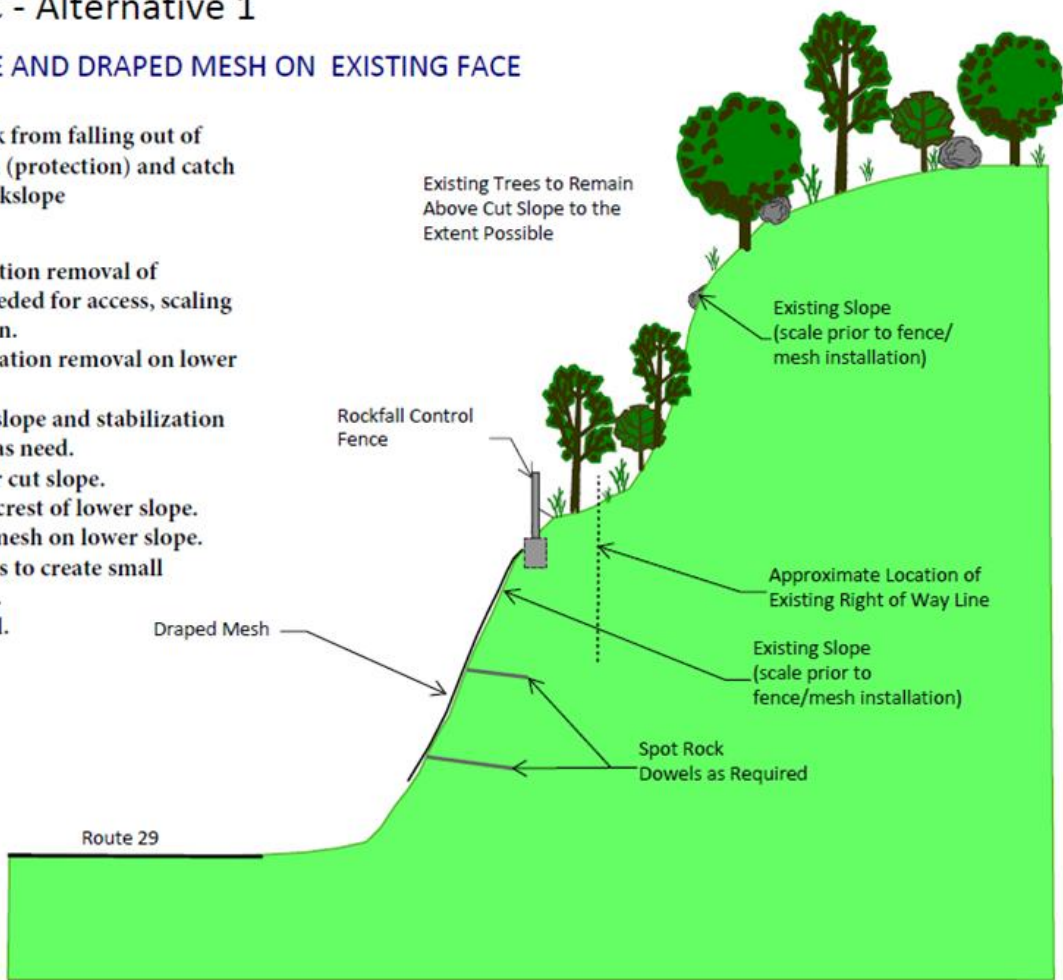 - Alternative 1
AND DRAPED MESH ON EXISTING FACE
from falling out of
(protection) and catch
removal of
for access, scaling
removal on lower
slope and stabilization
as need.
cut slope.
crest of lower slope.
mesh on lower slope.
to create small
Existing Trees to Remain
Above Cut Slope to the
Extent Possible
Existing Slope
(scale prior to fence/
mesh installation)
Rockfall Control
Fence
Approximate Location of
Existing Right of Way Line
Draped Mesh
Existing Slope
(scale prior to
fence/mesh installation)
Spot Rock
Dowels as Required
Route 29